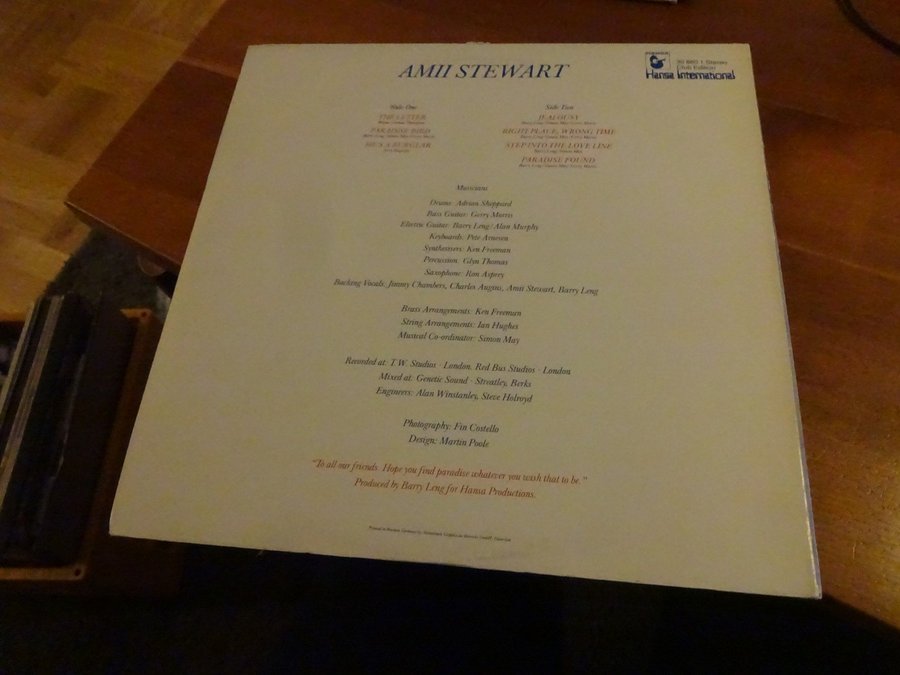 AMII STEWART
Stereo
Club Edition
Hansa International
Side One
THE LETTER
PARADISE BIRD
HE'S A BURGLAR
Side Two
JEALOUSY
RIGHT PLACE, WRONG TIME
STEP INTO THE LOVE LINE
PARADISE FOUND
Musicians
Drums: Adrian Sheppard
Bass Guitar: Gerry Morris
Electric Guitar: Barry Leng/Alan Murphy
Keyboards: Pete Arnesen
Synthesisers: Ken Freeman
Percussion: Glyn Thomas
Saxophone: Ron Asprey
Backing Vocals: Jimmy Chambers, Charles Augins, Amii Stewart, Barry Leng
Brass Arrangements: Ken Freeman
String Arrangements: Ian Hughes
Musical Co-ordinator: Simon May
Recorded at: T.W. Studios · London, Red Bus Studios · London
Mixed at: Genetic Sound · Streatley, Berks
Engineers: Alan Winstanley, Steve Holroyd
Photography: Fin Costello
Design: Martin Poole
"To all our friends. Hope you find paradise whatever you wish that to be."
Produced by Barry Leng for Hansa Productions.